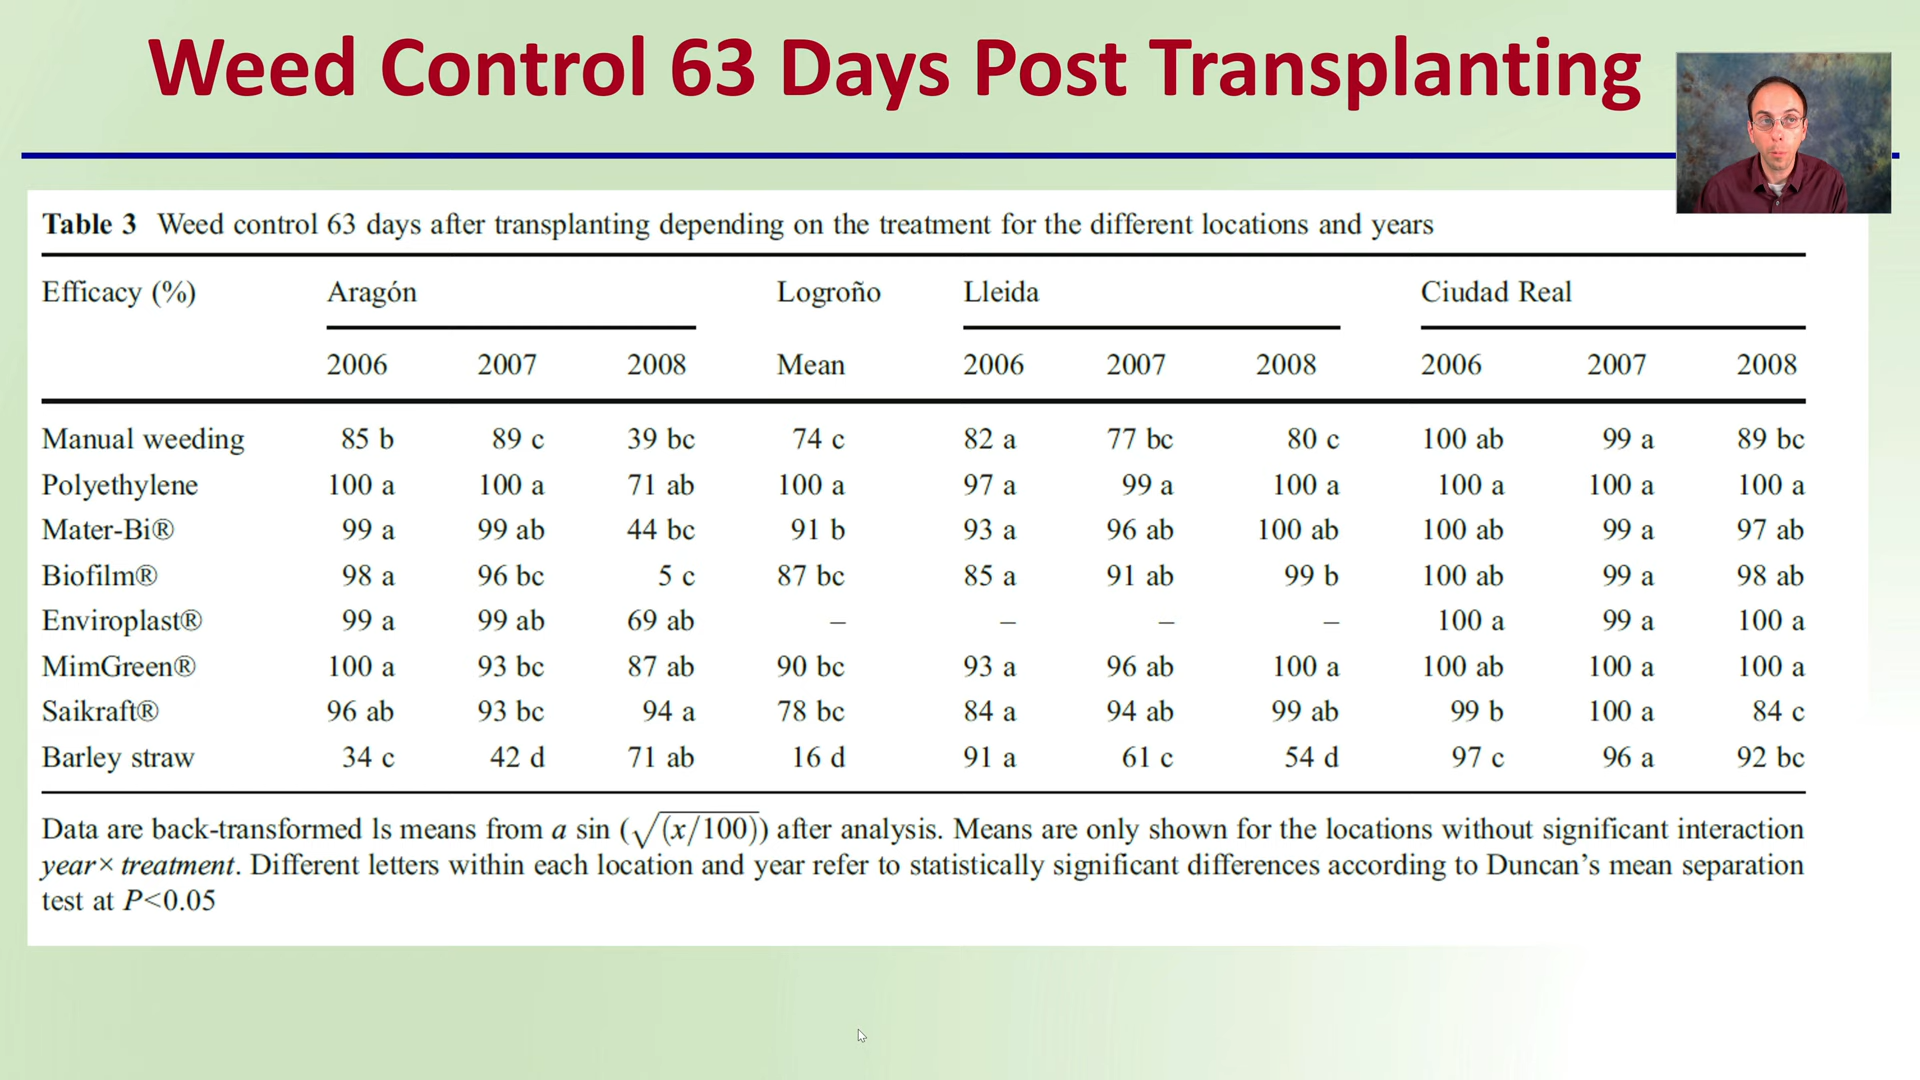 Weed Control 63 Days Post Transplanting
Table 3 Weed control 63 days after transplanting depending on the treatment for the different locations and years
Efficacy (%) Aragón Logroño Lleida Ciudad Real
2006 2007 2008 Mean 2006 2007 2008 2006 2007 2008
Manual weeding 85 b 89 c 39 bc 74 c 82 a 77 bc 80 c 100 ab 99 a 89 bc
Polyethylene 100 a 100 a 71 ab 100 a 97 a 99 a 100 a 100 a 100 a 100 a
Mater-Bi® 99 a 99 ab 44 bc 91 b 93 a 96 ab 100 ab 100 ab 99 a 97 ab
Biofilm® 98 a 96 bc 5 c 87 bc 85 a 91 ab 99 b 100 ab 99 a 98 ab
Enviroplast® 99 a 99 ab 69 ab – – – – 100 a 99 a 100 a
MimGreen® 100 a 93 bc 87 ab 90 bc 93 a 96 ab 100 a 100 ab 100 a 100 a
Saikraft® 96 ab 93 bc 94 a 78 bc 84 a 94 ab 99 ab 99 b 100 a 84 c
Barley straw 34 c 42 d 71 ab 16 d 91 a 61 c 54 d 97 c 96 a 92 bc
Data are back-transformed ls means from a sin (√(x/100)) after analysis. Means are only shown for the locations without significant interaction
year× treatment. Different letters within each location and year refer to statistically significant differences according to Duncan’s mean separation
test at P<0.05